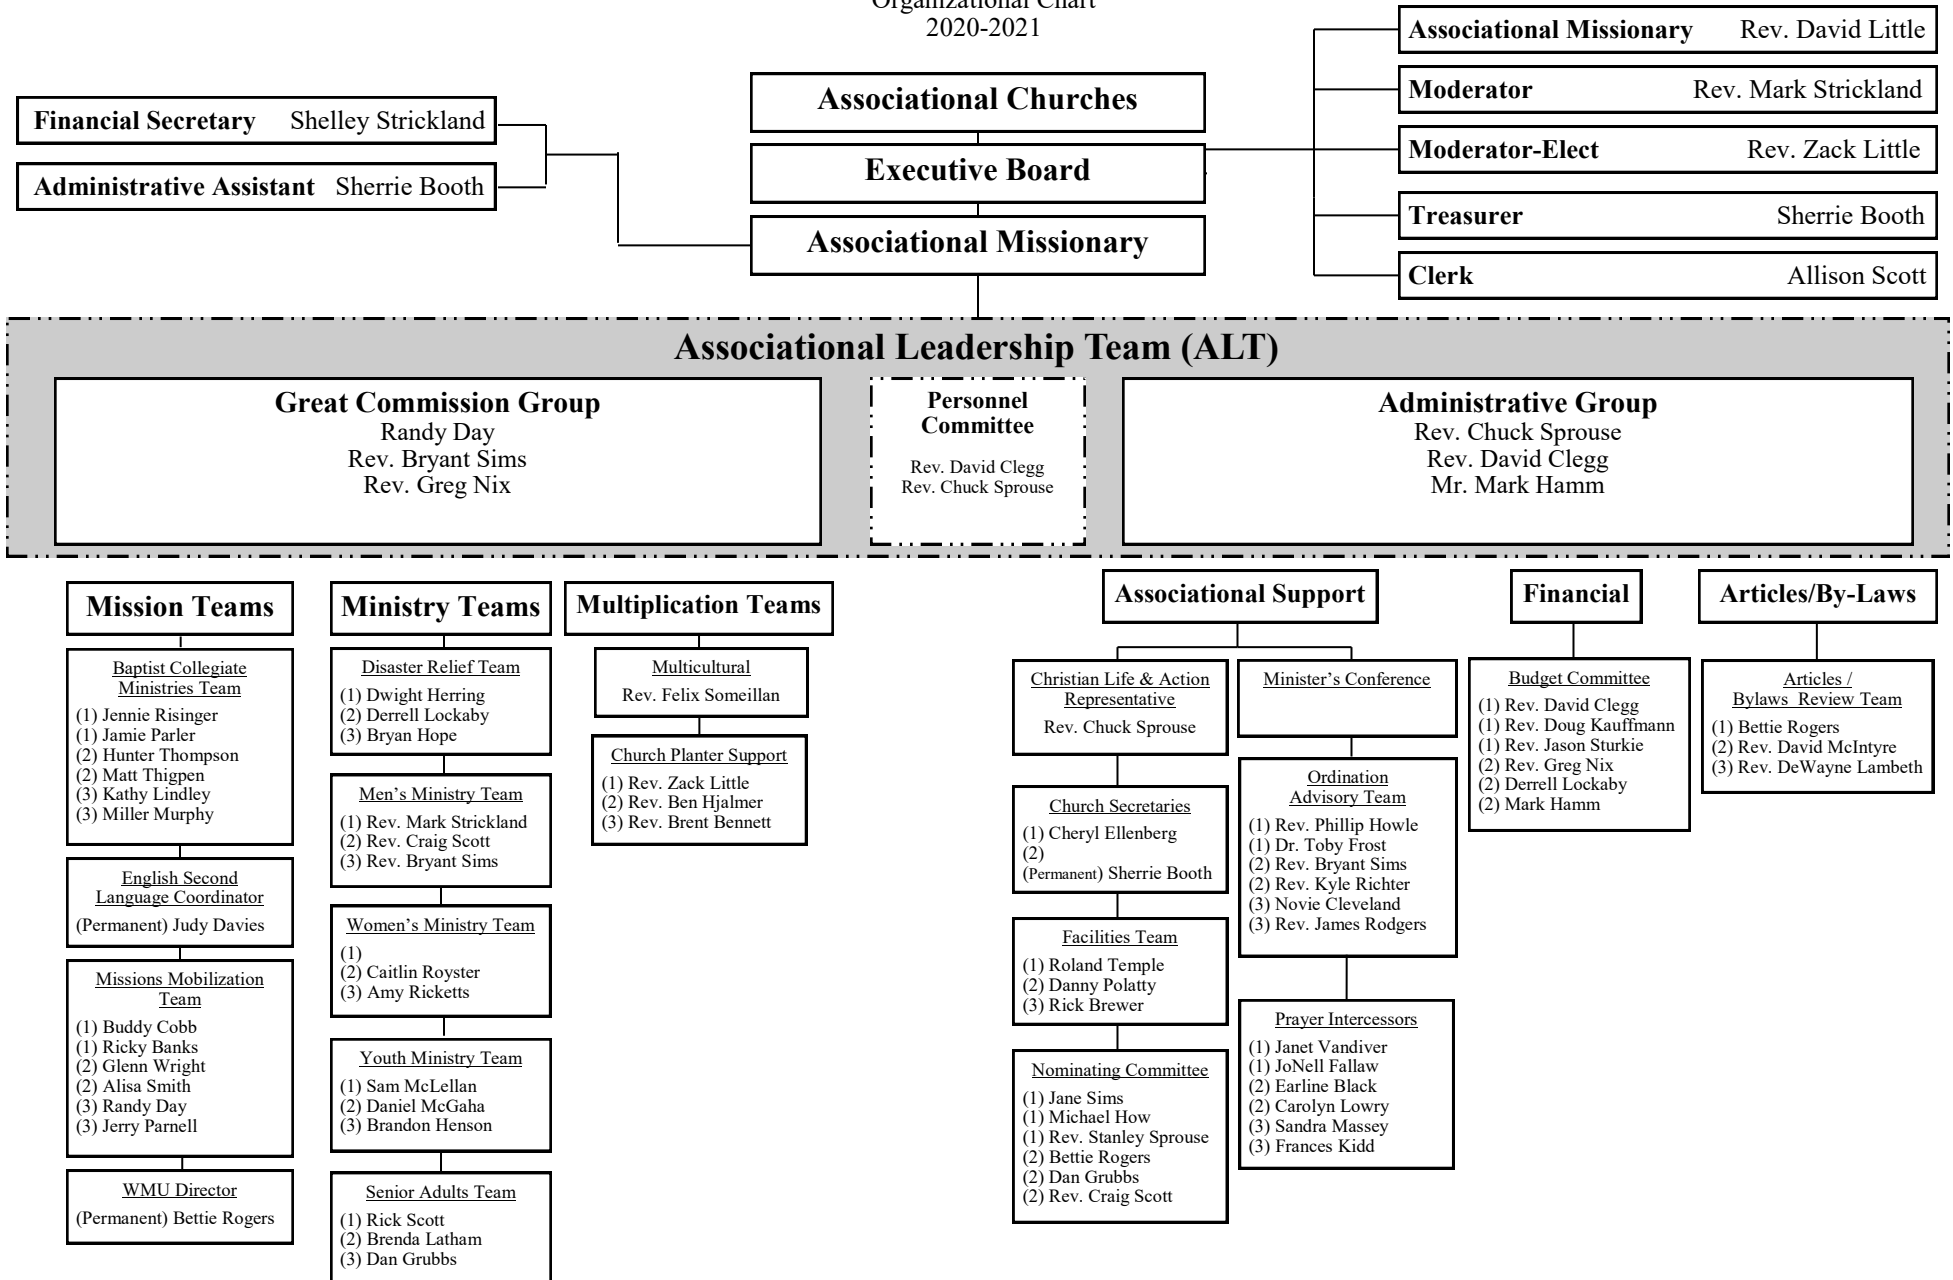 Organizational Chart
2020-2021
Associational Missionary Rev. David Little
Moderator Rev. Mark Strickland
Moderator-Elect Rev. Zack Little
Treasurer Sherrie Booth
Clerk Allison Scott
Financial Secretary Shelley Strickland
Administrative Assistant Sherrie Booth
Associational Churches
Executive Board
Associational Missionary
Associational Leadership Team (ALT)
Great Commission Group
Randy Day
Rev. Bryant Sims
Rev. Greg Nix
Personnel
Committee
Rev. David Clegg
Rev. Chuck Sprouse
Administrative Group
Rev. Chuck Sprouse
Rev. David Clegg
Mr. Mark Hamm
Mission Teams
Baptist Collegiate
Ministries Team
(1) Jennie Risinger
(1) Jamie Parler
(2) Hunter Thompson
(2) Matt Thigpen
(3) Kathy Lindley
(3) Miller Murphy
English Second
Language Coordinator
(Permanent) Judy Davies
Missions Mobilization
Team
(1) Buddy Cobb
(1) Ricky Banks
(2) Glenn Wright
(2) Alisa Smith
(3) Randy Day
(3) Jerry Parnell
WMU Director
(Permanent) Bettie Rogers
Ministry Teams
Disaster Relief Team
(1) Dwight Herring
(2) Derrell Lockaby
(3) Bryan Hope
Men's Ministry Team
(1) Rev. Mark Strickland
(2) Rev. Craig Scott
(3) Rev. Bryant Sims
Women's Ministry Team
(1)
(2) Caitlin Royster
(3) Amy Ricketts
Youth Ministry Team
(1) Sam McLellan
(2) Daniel McGaha
(3) Brandon Henson
Senior Adults Team
(1) Rick Scott
(2) Brenda Latham
(3) Dan Grubbs
Multiplication Teams
Multicultural
Rev. Felix Someillan
Church Planter Support
(1) Rev. Zack Little
(2) Rev. Ben Hjalmer
(3) Rev. Brent Bennett
Associational Support
Christian Life & Action
Representative
Rev. Chuck Sprouse
Church Secretaries
(1) Cheryl Ellenberg
(2)
(Permanent) Sherrie Booth
Facilities Team
(1) Roland Temple
(2) Danny Polatty
(3) Rick Brewer
Nominating Committee
(1) Jane Sims
(1) Michael How
(1) Rev. Stanley Sprouse
(2) Bettie Rogers
(2) Dan Grubbs
(2) Rev. Craig Scott
Minister's Conference
Ordination
Advisory Team
(1) Rev. Phillip Howle
(1) Dr. Toby Frost
(2) Rev. Bryant Sims
(2) Rev. Kyle Richter
(3) Novie Cleveland
(3) Rev. James Rodgers
Prayer Intercessors
(1) Janet Vandiver
(1) JoNell Fallaw
(2) Earline Black
(2) Carolyn Lowry
(3) Sandra Massey
(3) Frances Kidd
Financial
Budget Committee
(1) Rev. David Clegg
(1) Rev. Doug Kauffmann
(1) Rev. Jason Sturkie
(2) Rev. Greg Nix
(2) Derrell Lockaby
(2) Mark Hamm
Articles/By-Laws
Articles /
Bylaws Review Team
(1) Bettie Rogers
(2) Rev. David McIntyre
(3) Rev. DeWayne Lambeth